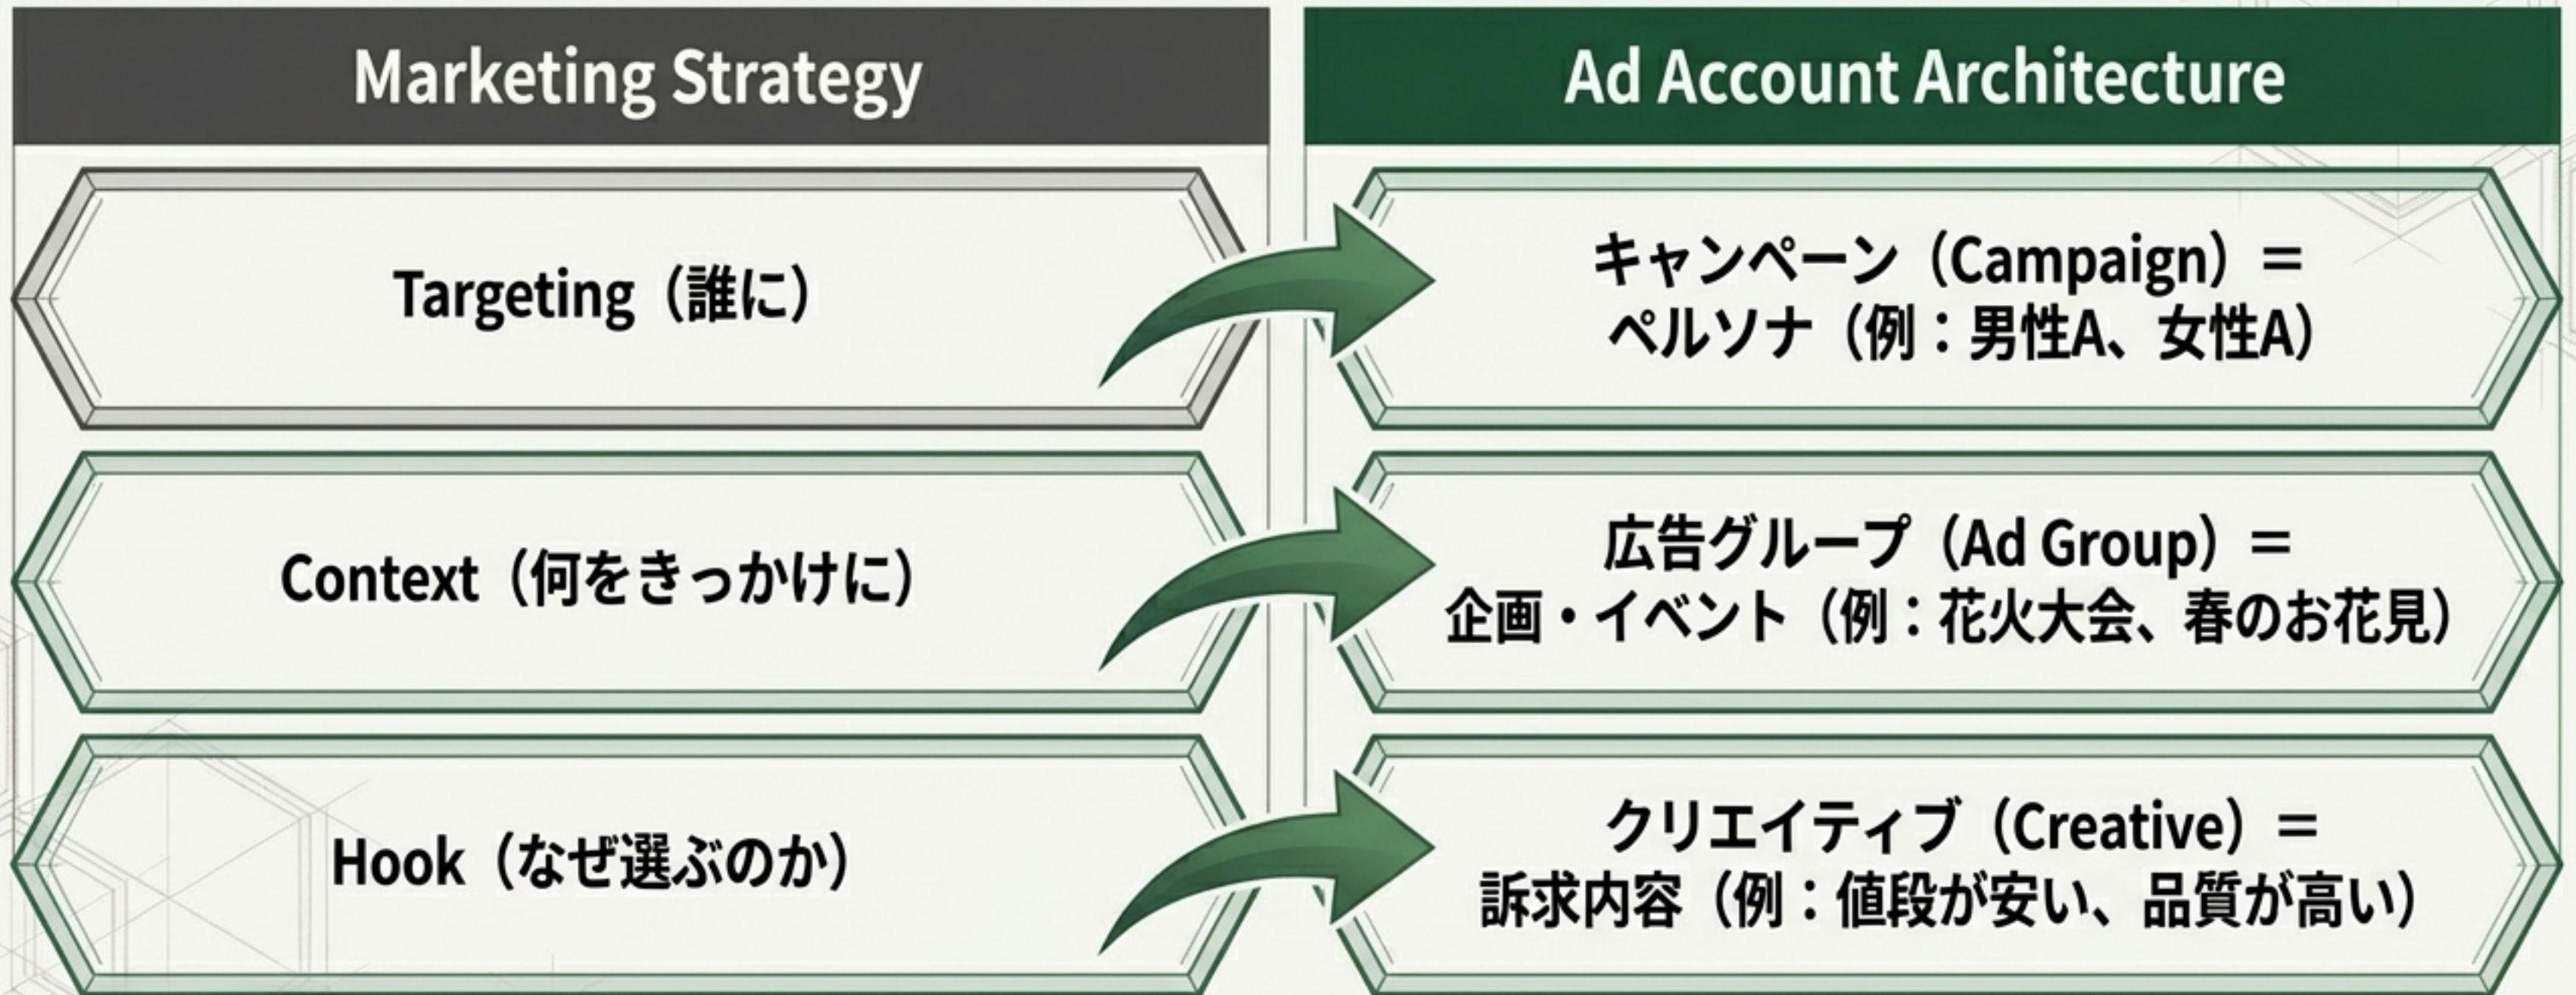 Marketing Strategy
Ad Account Architecture
Targeting（誰に）
キャンペーン（Campaign）＝
ペルソナ（例：男性A、女性A）
Context（何をきっかけに）
広告グループ（Ad Group）＝
企画・イベント（例：花火大会、春のお花見）
Hook（なぜ選ぶのか）
クリエイティブ（Creative）＝
訴求内容（例：値段が安い、品質が高い）